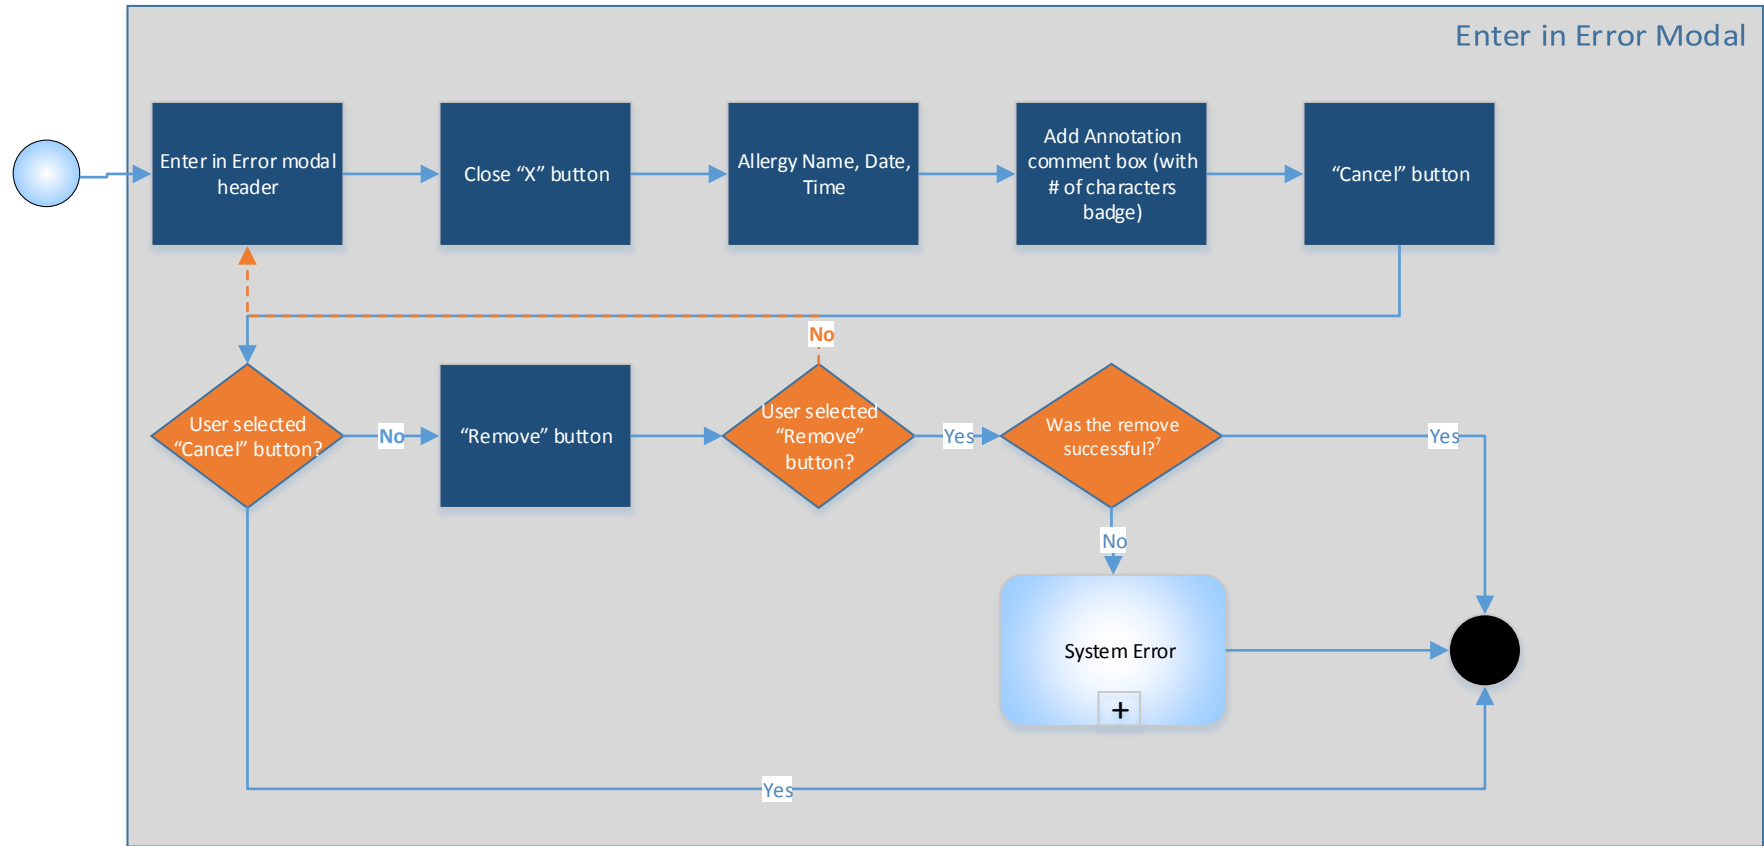 Enter in Error Modal
Enter in Error modal
header
Close “X” button
Allergy Name, Date,
Time
Add Annotation
comment box (with
# of characters
badge)
“Cancel” button
No
User selected
“Cancel” button?
No
“Remove” button
User selected
“Remove”
button?
Yes
Was the remove
successful?⁷
Yes
No
System Error
+
Yes